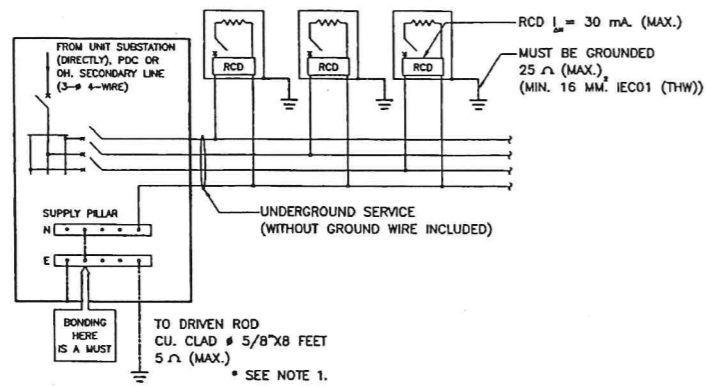 FROM UNIT SUBSTATION
(DIRECTLY), PDC OR
OH. SECONDARY LINE
(3-ø 4-WIRE)
RCD
RCD
RCD
RCD IΔn = 30 mA. (MAX.)
MUST BE GROUNDED
25 Ω (MAX.)
(MIN. 16 MM². IEC01 (THW))
UNDERGROUND SERVICE
(WITHOUT GROUND WIRE INCLUDED)
SUPPLY PILLAR
N
E
BONDING
HERE
IS A MUST
TO DRIVEN ROD
CU. CLAD ø 5/8"X8 FEET
5 Ω (MAX.)
* SEE NOTE 1.